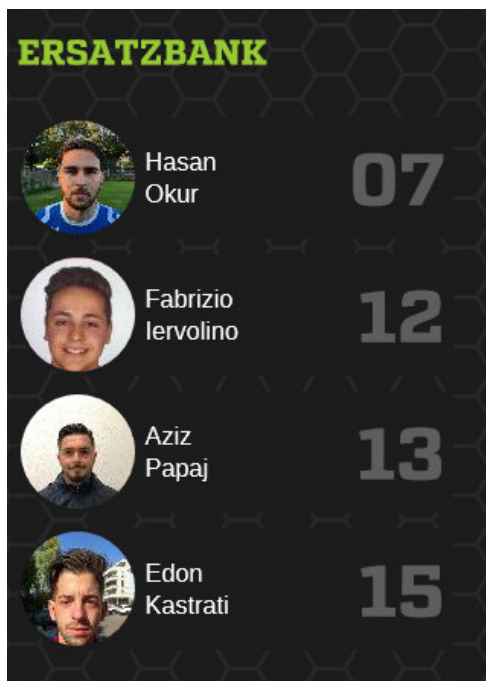 ERSATZBANK
Hasan
Okur
07
Fabrizio
Iervolino
12
Aziz
Papaj
13
Edon
Kastrati
15